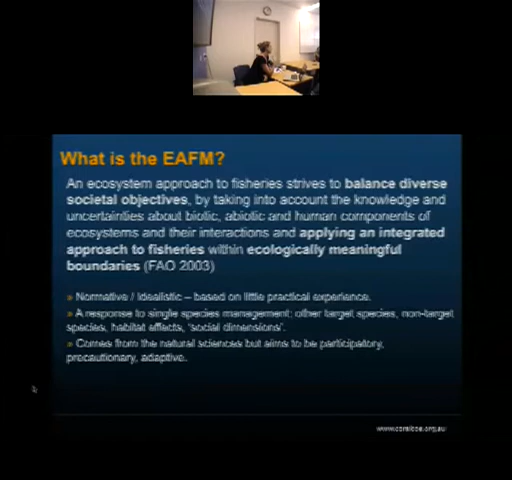 What is the EAFM?
An ecosystem approach to fisheries strives to balance diverse
societal objectives, by taking into account the knowledge and
uncertainties about biotic, abiotic and human components of
ecosystems and their interactions and applying an integrated
approach to fisheries within ecologically meaningful
boundaries (FAO 2003)
» Normative / Idealistic – based on little practical experience.
» A response to single species management: other target species, non-target
species, habitat effects, 'social dimensions'.
» Comes from the natural sciences but aims to be participatory,
precautionary, adaptive.
www.coralcoe.org.au